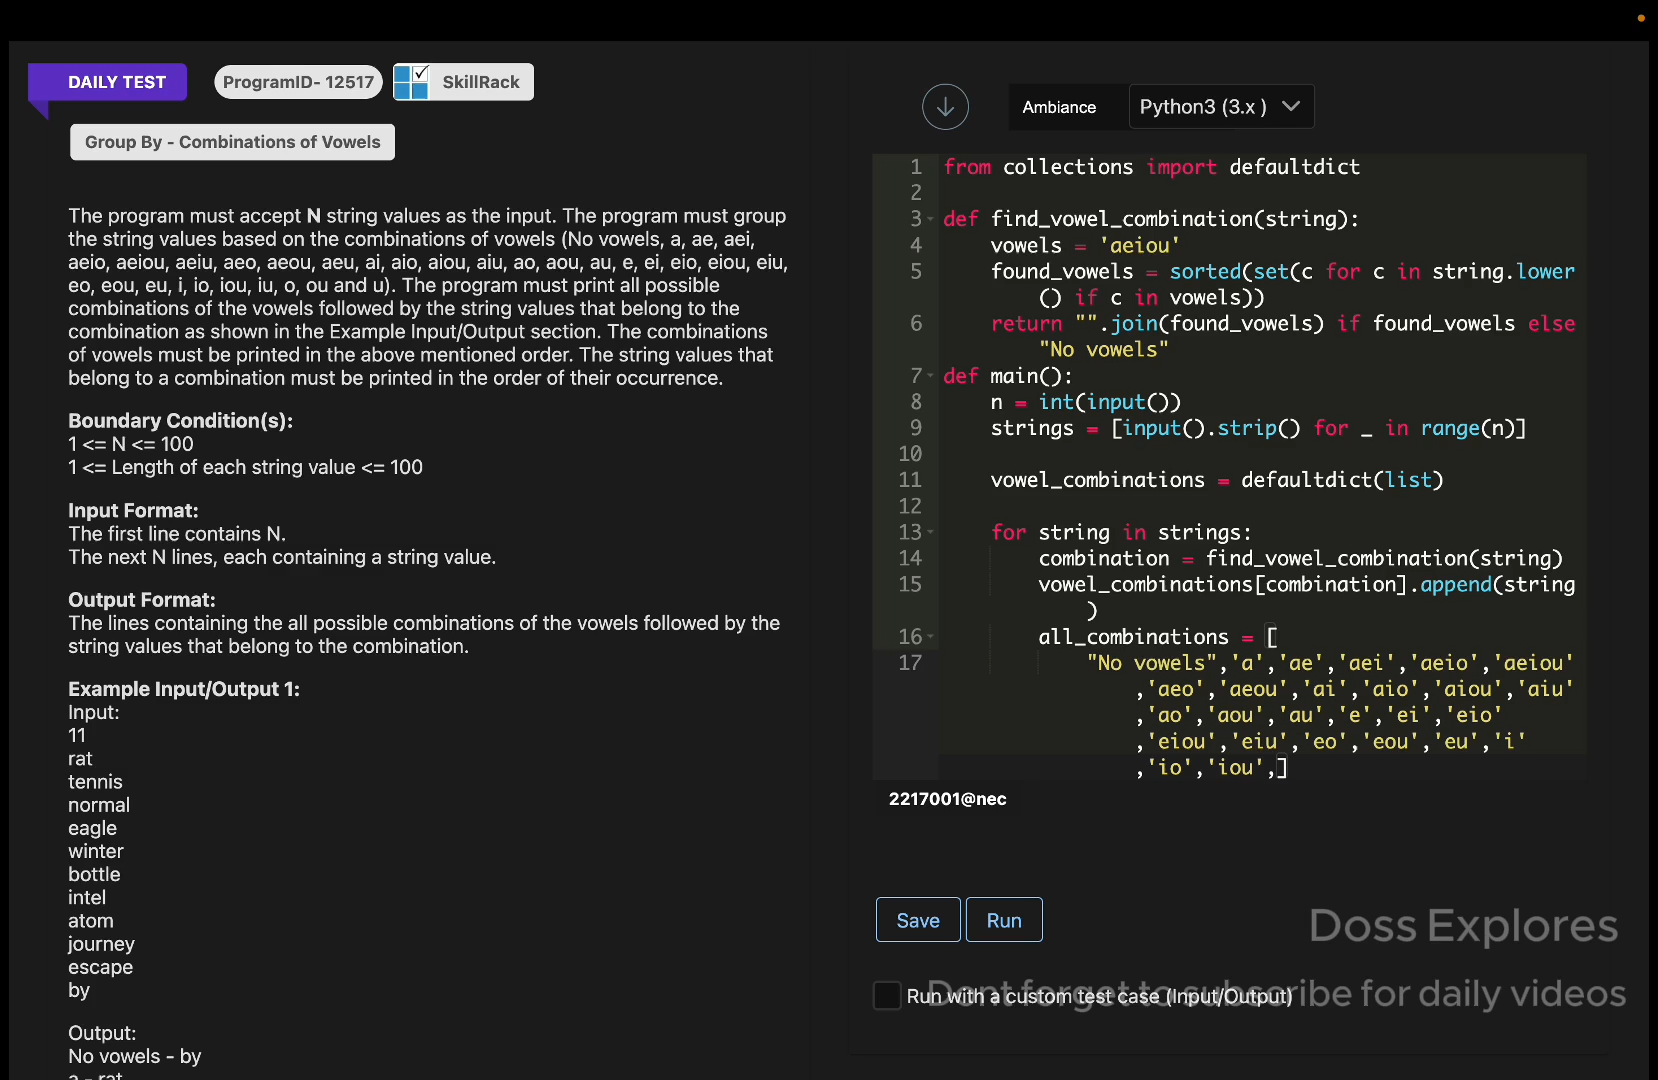 DAILY TEST
ProgramID- 12517
SkillRack
Group By - Combinations of Vowels
The program must accept N string values as the input. The program must group
the string values based on the combinations of vowels (No vowels, a, ae, aei,
aeio, aeiou, aeiu, aeo, aeou, aeu, ai, aio, aiou, aiu, ao, aou, au, e, ei, eio, eiou, eiu,
eo, eou, eu, i, io, iou, iu, o, ou and u). The program must print all possible
combinations of the vowels followed by the string values that belong to the
combination as shown in the Example Input/Output section. The combinations
of vowels must be printed in the above mentioned order. The string values that
belong to a combination must be printed in the order of their occurrence.
Boundary Condition(s):
1 <= N <= 100
1 <= Length of each string value <= 100
Input Format:
The first line contains N.
The next N lines, each containing a string value.
Output Format:
The lines containing the all possible combinations of the vowels followed by the
string values that belong to the combination.
Example Input/Output 1:
Input:
11
rat
tennis
normal
eagle
winter
bottle
intel
atom
journey
escape
by
Output:
No vowels - by
a - rat
Ambiance
Python3 (3.x )
1 from collections import defaultdict
2
3 def find_vowel_combination(string):
4 vowels = 'aeiou'
5 found_vowels = sorted(set(c for c in string.lower
() if c in vowels))
6 return "".join(found_vowels) if found_vowels else
"No vowels"
7 def main():
8 n = int(input())
9 strings = [input().strip() for _ in range(n)]
10
11 vowel_combinations = defaultdict(list)
12
13 for string in strings:
14 combination = find_vowel_combination(string)
15 vowel_combinations[combination].append(string
)
16 all_combinations = [
17 "No vowels",'a','ae','aei','aeio','aeiou'
,'aeo','aeou','ai','aio','aiou','aiu'
,'ao','aou','au','e','ei','eio'
,'eiou','eiu','eo','eou','eu','i'
,'io','iou',]
2217001@nec
Save
Run
Doss Explores
Run with a custom test case (Input/Output)
Dont forget to subscribe for daily videos